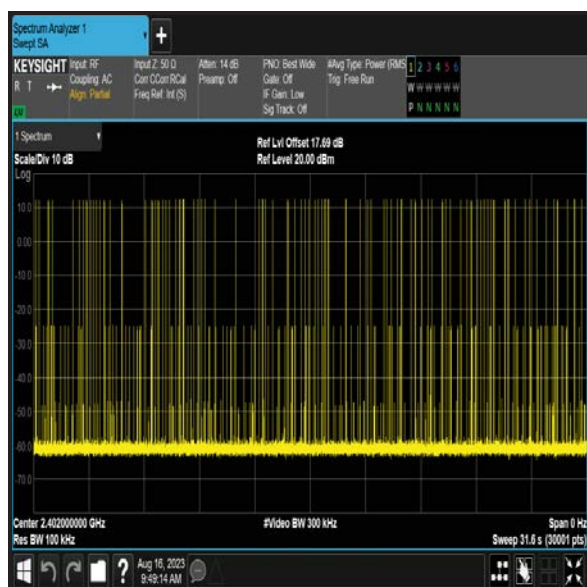 Spectrum Analyzer 1
Swept SA
KEYSIGHT
Input: RF
Coupling: AC
Align: Partial
Input Z: 50 Ω
Corr CCorr RCal
Freq Ref: Int (S)
Atten: 14 dB
Preamp: Off
PNO: Best Wide
Gate: Off
IF Gain: Low
Sig Track: Off
#Avg Type: Power (RMS
Trig: Free Run
1 2 3 4 5 6
W W W W W W
P N N N N N
R T
1 Spectrum
Scale/Div 10 dB
Ref Lvl Offset 17.69 dB
Ref Level 20.00 dBm
Log
10.0
0.00
-10.0
-20.0
-30.0
-40.0
-50.0
-60.0
-70.0
Center 2.402000000 GHz
Res BW 100 kHz
#Video BW 300 kHz
Span 0 Hz
Sweep 31.6 s (30001 pts)
?
Aug 16, 2023
9:49:14 AM